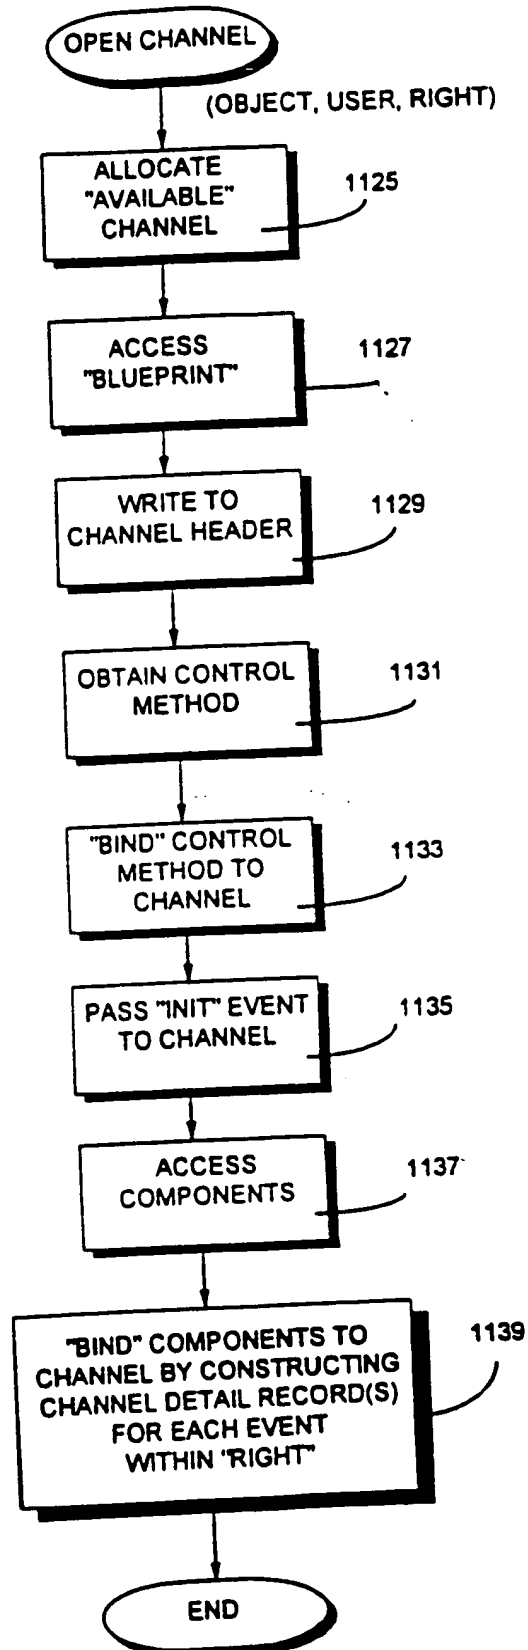 OPEN CHANNEL
(OBJECT, USER, RIGHT)
ALLOCATE
"AVAILABLE"
CHANNEL
1125
ACCESS
"BLUEPRINT"
1127
WRITE TO
CHANNEL HEADER
1129
OBTAIN CONTROL
METHOD
1131
"BIND" CONTROL
METHOD TO
CHANNEL
1133
PASS "INIT" EVENT
TO CHANNEL
1135
ACCESS
COMPONENTS
1137
"BIND" COMPONENTS TO
CHANNEL BY CONSTRUCTING
CHANNEL DETAIL RECORD(S)
FOR EACH EVENT
WITHIN "RIGHT"
1139
END